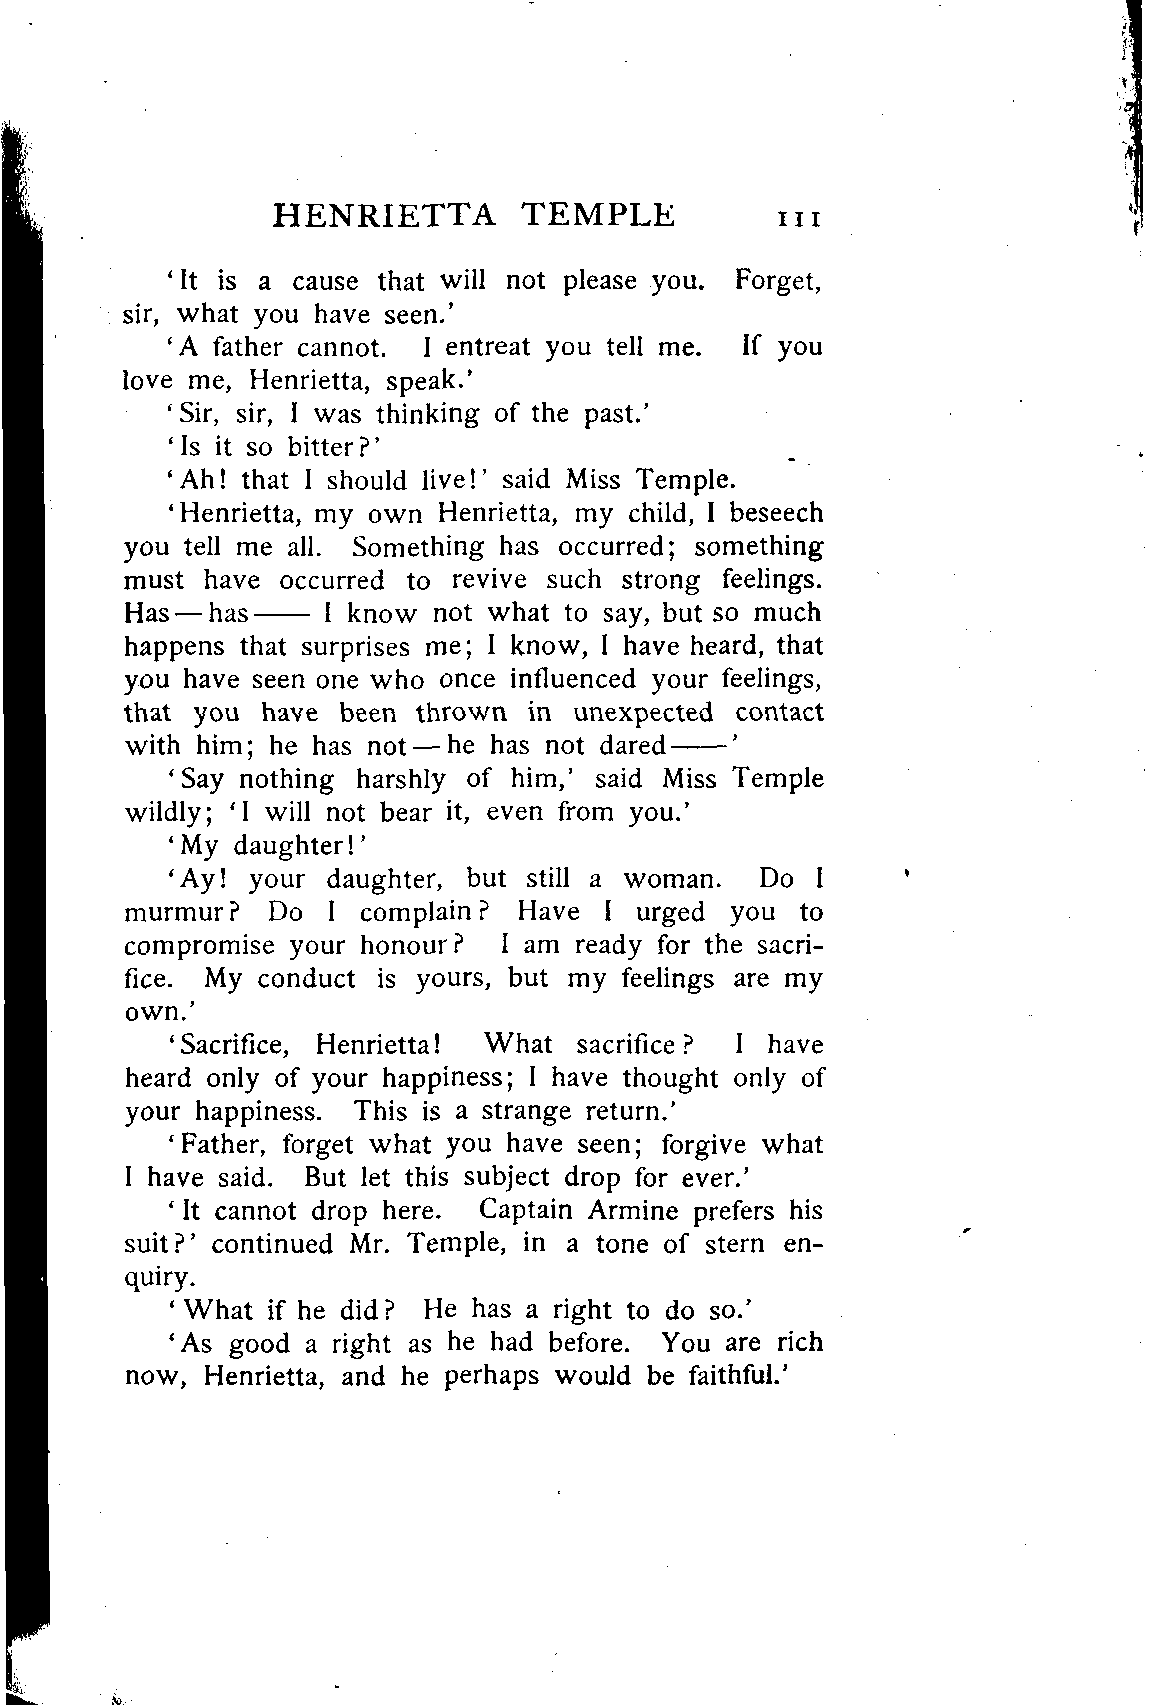 HENRIETTA TEMPLE 111
‘It is a cause that will not please you. Forget,
sir, what you have seen.’
‘A father cannot. I entreat you tell me. If you
love me, Henrietta, speak.’
‘Sir, sir, I was thinking of the past.’
‘Is it so bitter?’
‘Ah! that I should live!’ said Miss Temple.
‘Henrietta, my own Henrietta, my child, I beseech
you tell me all. Something has occurred; something
must have occurred to revive such strong feelings.
Has—has—— I know not what to say, but so much
happens that surprises me; I know, I have heard, that
you have seen one who once influenced your feelings,
that you have been thrown in unexpected contact
with him; he has not—he has not dared——’
‘Say nothing harshly of him,’ said Miss Temple
wildly; ‘I will not bear it, even from you.’
‘My daughter!’
‘Ay! your daughter, but still a woman. Do I
murmur? Do I complain? Have I urged you to
compromise your honour? I am ready for the sacri-
fice. My conduct is yours, but my feelings are my
own.’
‘Sacrifice, Henrietta! What sacrifice? I have
heard only of your happiness; I have thought only of
your happiness. This is a strange return.’
‘Father, forget what you have seen; forgive what
I have said. But let this subject drop for ever.’
‘It cannot drop here. Captain Armine prefers his
suit?’ continued Mr. Temple, in a tone of stern en-
quiry.
‘What if he did? He has a right to do so.’
‘As good a right as he had before. You are rich
now, Henrietta, and he perhaps would be faithful.’